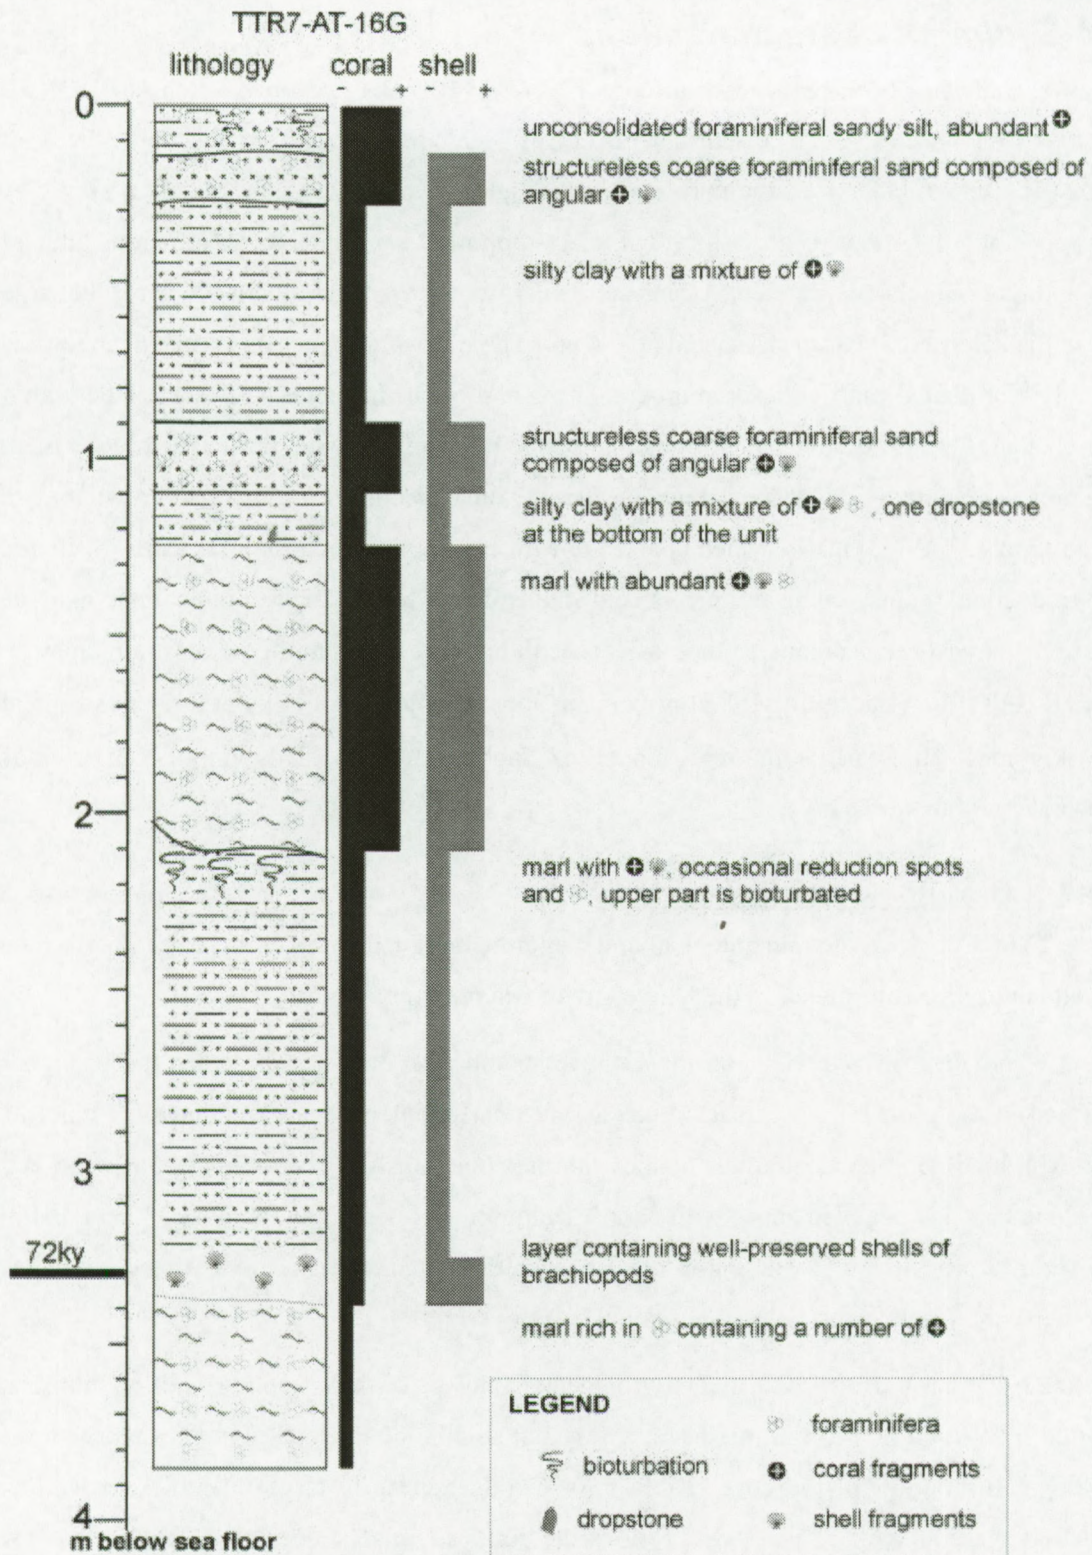 TTR7-AT-16G
lithology coral shell
- + - +
0
unconsolidated foraminiferal sandy silt, abundant
structureless coarse foraminiferal sand composed of
angular
silty clay with a mixture of
structureless coarse foraminiferal sand
composed of angular
1
silty clay with a mixture of , one dropstone
at the bottom of the unit
marl with abundant
2
marl with , occasional reduction spots
and , upper part is bioturbated
3
72ky
layer containing well-preserved shells of
brachiopods
marl rich in containing a number of
LEGEND
foraminifera
bioturbation
coral fragments
dropstone
shell fragments
4
m below sea floor